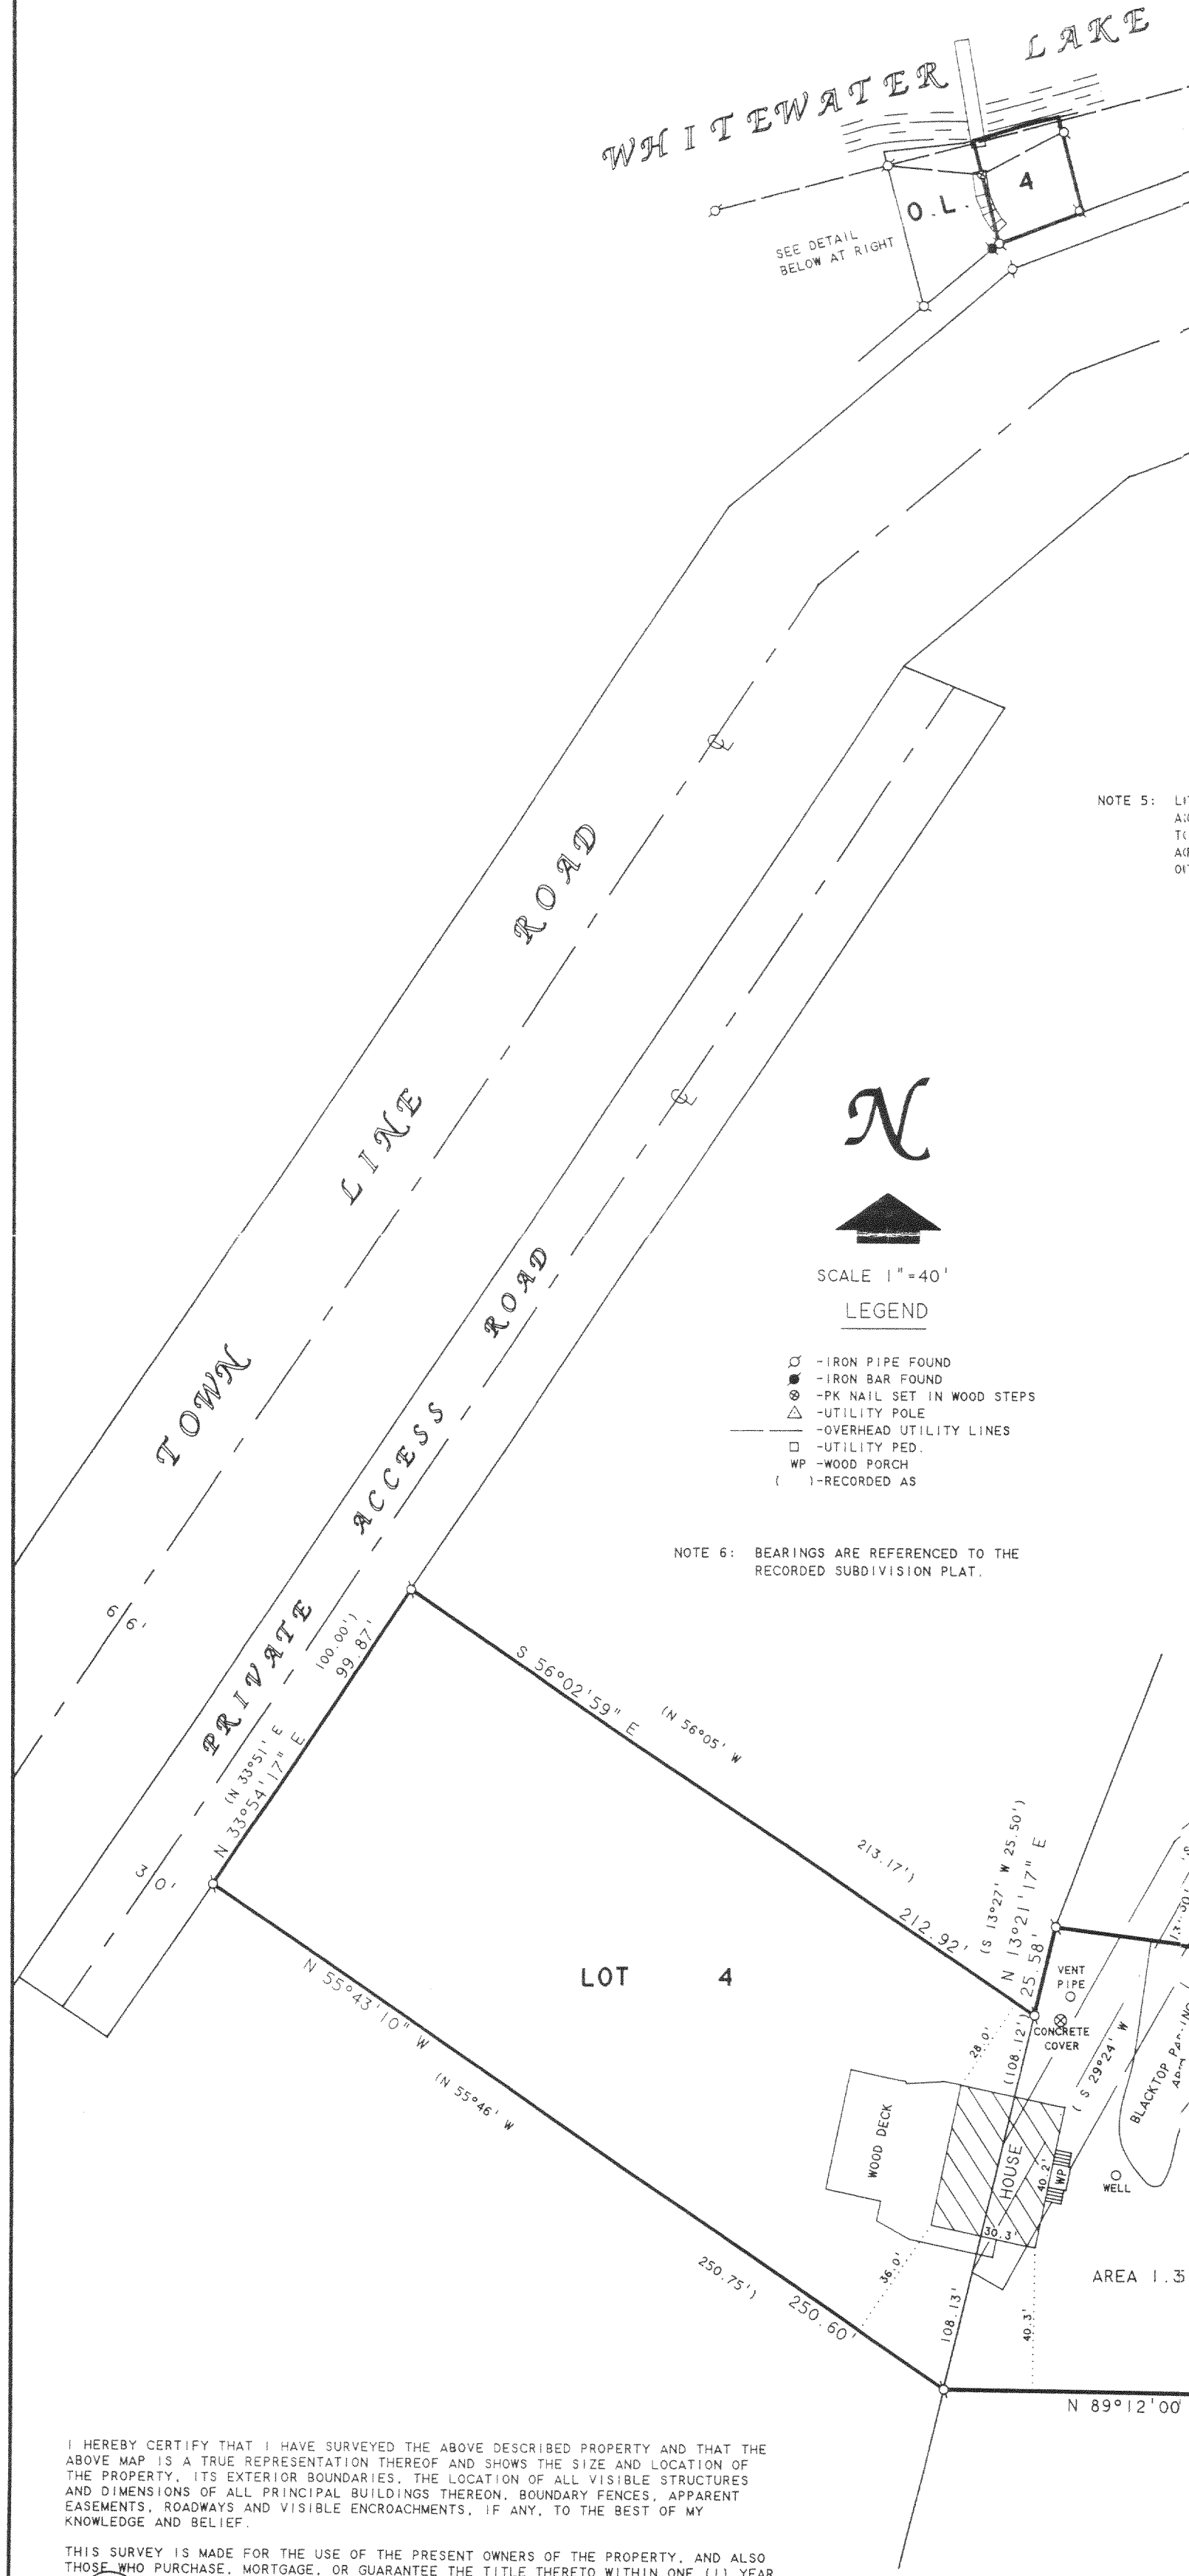 WHITEWATER LAKE
4
O.L.
SEE DETAIL
BELOW AT RIGHT
NOTE 5:
TOWN LINE ROAD
N
SCALE 1"=40'
LEGEND
-IRON PIPE FOUND
-IRON BAR FOUND
-PK NAIL SET IN WOOD STEPS
-UTILITY POLE
-OVERHEAD UTILITY LINES
-UTILITY PED.
WP -WOOD PORCH
( )-RECORDED AS
NOTE 6: BEARINGS ARE REFERENCED TO THE
RECORDED SUBDIVISION PLAT.
PRIVATE ACCESS ROAD
66'
30'
(N 33°51' E 100.00')
N 33°54'17" E 99.87'
S 56°02'59" E 212.92'
(N 56°05' W 213.17')
(S 13°27' W 25.50')
N 13°21'17" E
25.58'
LOT 4
N 55°43'10" W 250.60'
(N 55°46' W 250.75')
VENT
PIPE
CONCRETE
COVER
(108.12')
28.0'
(S 29°24' W
BLACKTOP
WOOD DECK
HOUSE
40.2'
WP
WELL
30.3'
36.0'
108.13'
40.3'
AREA 1.3
N 89°12'00
I HEREBY CERTIFY THAT I HAVE SURVEYED THE ABOVE DESCRIBED PROPERTY AND THAT THE
ABOVE MAP IS A TRUE REPRESENTATION THEREOF AND SHOWS THE SIZE AND LOCATION OF
THE PROPERTY, ITS EXTERIOR BOUNDARIES, THE LOCATION OF ALL VISIBLE STRUCTURES
AND DIMENSIONS OF ALL PRINCIPAL BUILDINGS THEREON, BOUNDARY FENCES, APPARENT
EASEMENTS, ROADWAYS AND VISIBLE ENCROACHMENTS, IF ANY, TO THE BEST OF MY
KNOWLEDGE AND BELIEF.
THIS SURVEY IS MADE FOR THE USE OF THE PRESENT OWNERS OF THE PROPERTY, AND ALSO
THOSE WHO PURCHASE, MORTGAGE, OR GUARANTEE THE TITLE THERETO WITHIN ONE (1) YEAR